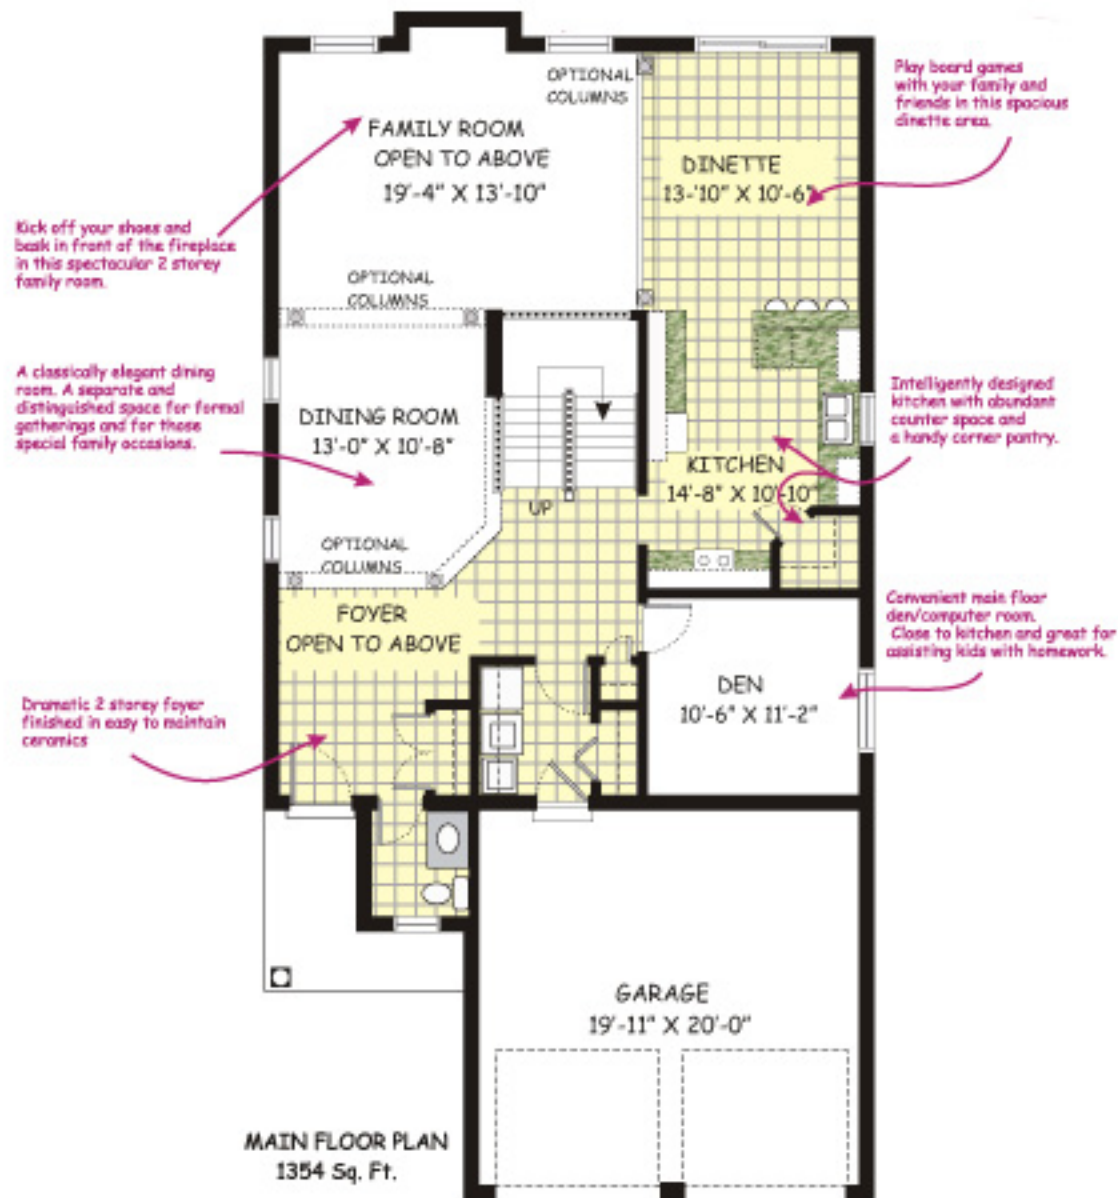 OPTIONAL
COLUMNS
FAMILY ROOM
OPEN TO ABOVE
19'-4" X 13'-10"
DINETTE
13-'10" X 10'-6"
Play board games
with your family and
friends in this spacious
dinette area.
Kick off your shoes and
bask in front of the fireplace
in this spectacular 2 storey
family room.
OPTIONAL
COLUMNS
A classically elegant dining
room. A separate and
distinguished space for formal
gatherings and for those
special family occasions.
DINING ROOM
13'-0" X 10'-8"
Intelligently designed
kitchen with abundant
counter space and
a handy corner pantry.
KITCHEN
14'-8" X 10'-10"
UP
OPTIONAL
COLUMNS
FOYER
OPEN TO ABOVE
Convenient main floor
den/computer room.
Close to kitchen and great for
assisting kids with homework.
DEN
10'-6" X 11'-2"
Dramatic 2 storey foyer
finished in easy to maintain
ceramics
GARAGE
19'-11" X 20'-0"
MAIN FLOOR PLAN
1354 Sq. Ft.